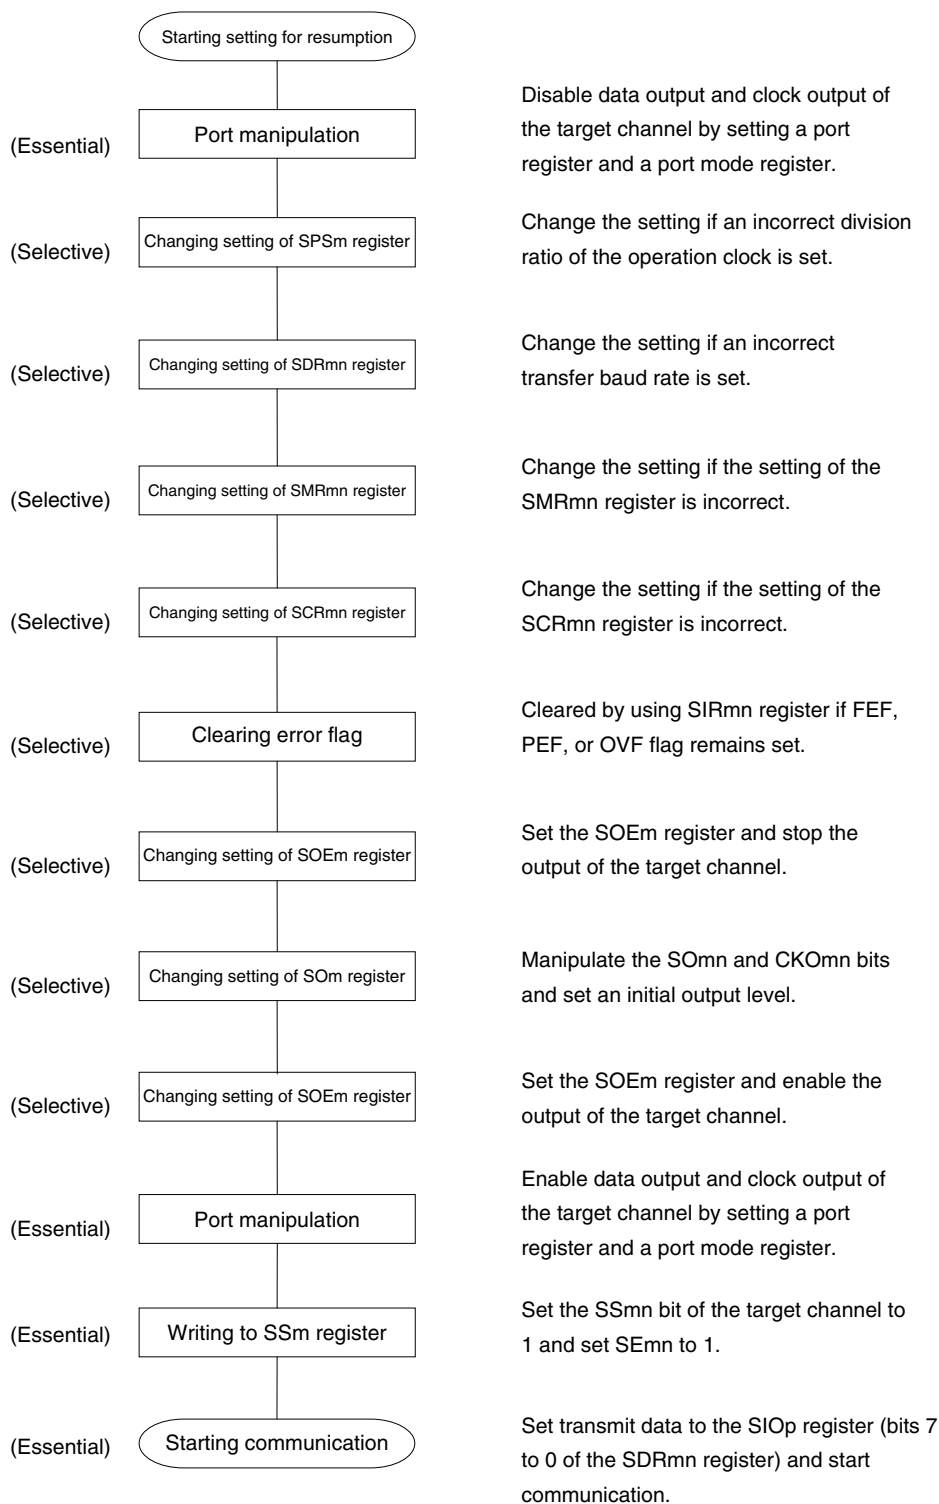 Starting setting for resumption
(Essential)
Port manipulation
Disable data output and clock output of
the target channel by setting a port
register and a port mode register.
(Selective)
Changing setting of SPSm register
Change the setting if an incorrect division
ratio of the operation clock is set.
(Selective)
Changing setting of SDRmn register
Change the setting if an incorrect
transfer baud rate is set.
(Selective)
Changing setting of SMRmn register
Change the setting if the setting of the
SMRmn register is incorrect.
(Selective)
Changing setting of SCRmn register
Change the setting if the setting of the
SCRmn register is incorrect.
(Selective)
Clearing error flag
Cleared by using SIRmn register if FEF,
PEF, or OVF flag remains set.
(Selective)
Changing setting of SOEm register
Set the SOEm register and stop the
output of the target channel.
(Selective)
Changing setting of SOm register
Manipulate the SOmn and CKOmn bits
and set an initial output level.
(Selective)
Changing setting of SOEm register
Set the SOEm register and enable the
output of the target channel.
(Essential)
Port manipulation
Enable data output and clock output of
the target channel by setting a port
register and a port mode register.
(Essential)
Writing to SSm register
Set the SSmn bit of the target channel to
1 and set SEmn to 1.
(Essential)
Starting communication
Set transmit data to the SIOp register (bits 7
to 0 of the SDRmn register) and start
communication.